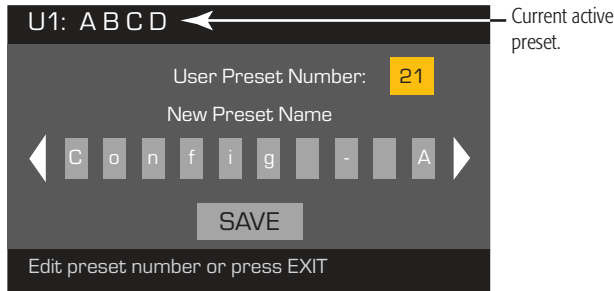 U1: A B C D
Current active
preset.
User Preset Number: 21
New Preset Name
C o n f i g - A
SAVE
Edit preset number or press EXIT